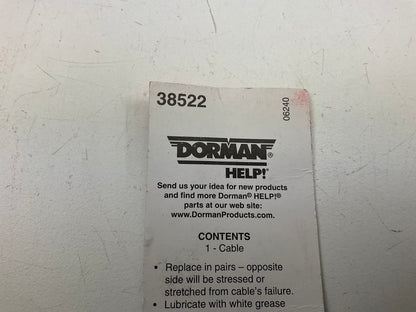 38522
06240
DORMAN®
HELP!®
Send us your idea for new products
and find more Dorman® HELP!®
parts at our web site:
www.DormanProducts.com.
CONTENTS
1 - Cable
• Replace in pairs – opposite
side will be stressed or
stretched from cable's failure.
• Lubricate with white grease